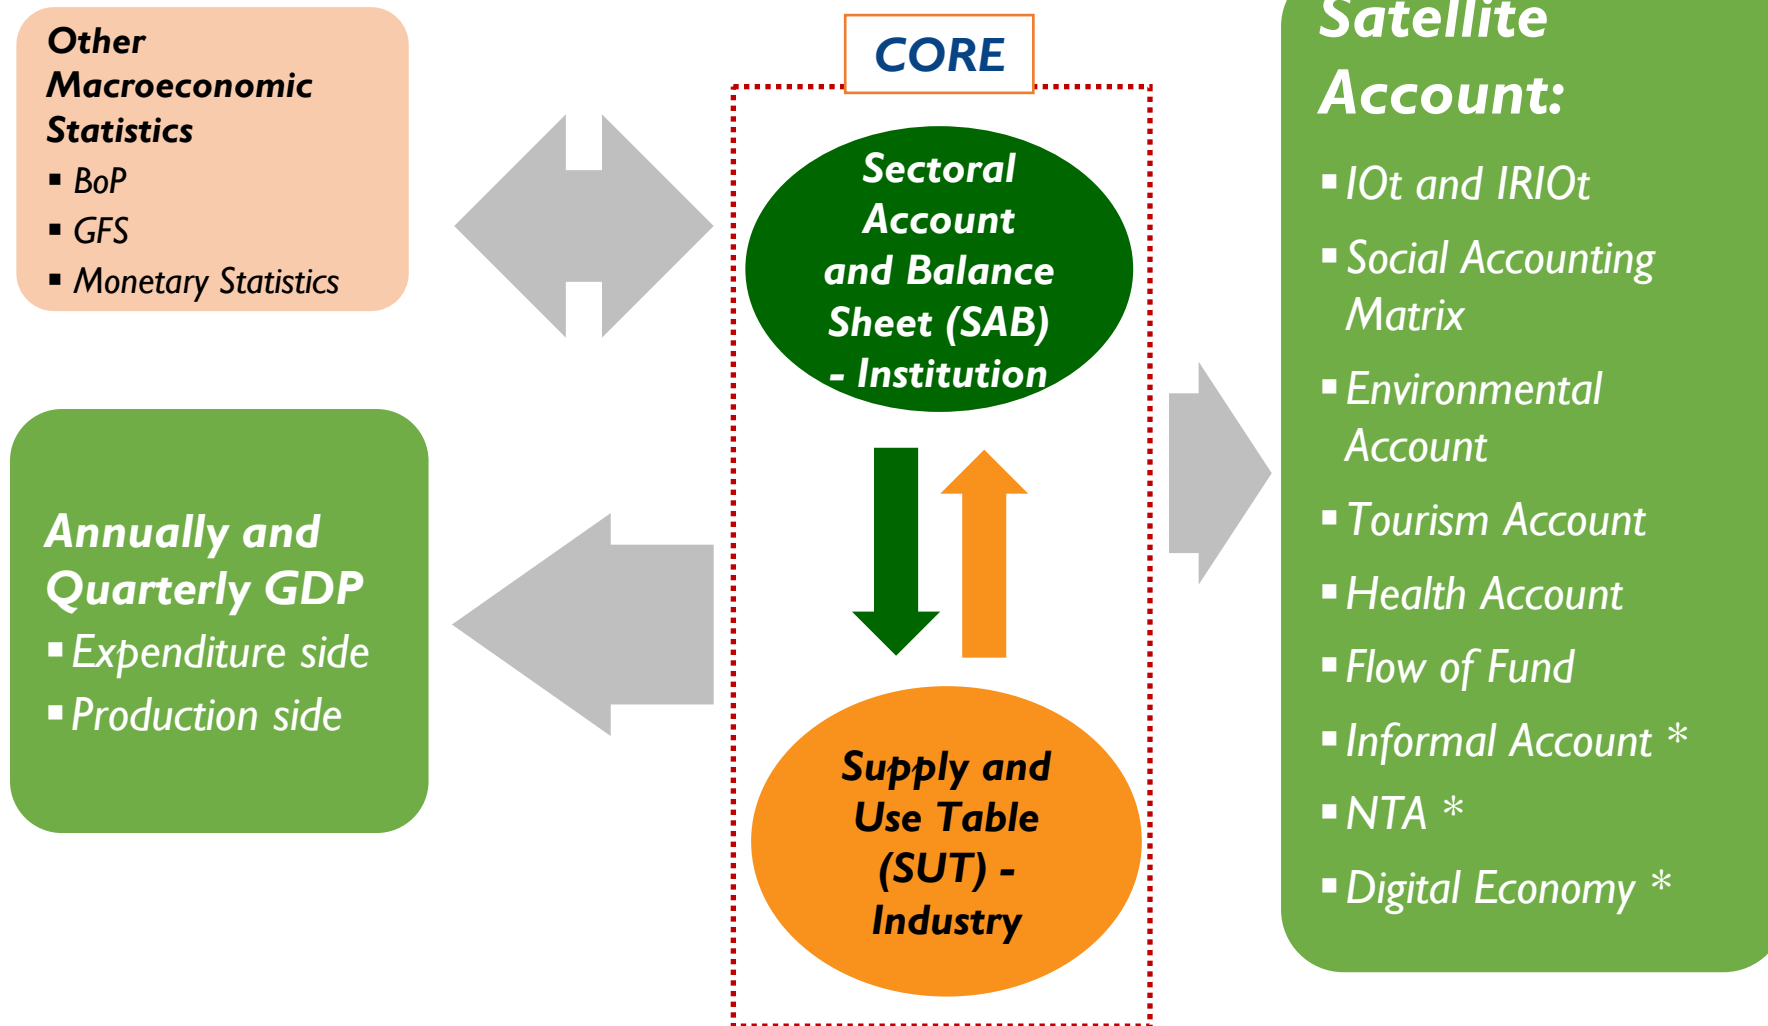 Other
Macroeconomic
Statistics
▪ BoP
▪ GFS
▪ Monetary Statistics
Annually and
Quarterly GDP
▪ Expenditure side
▪ Production side
CORE
Sectoral
Account
and Balance
Sheet (SAB)
- Institution
Supply and
Use Table
(SUT) -
Industry
Satellite
Account:
▪ IOt and IRIOt
▪ Social Accounting
Matrix
▪ Environmental
Account
▪ Tourism Account
▪ Health Account
▪ Flow of Fund
▪ Informal Account *
▪ NTA *
▪ Digital Economy *